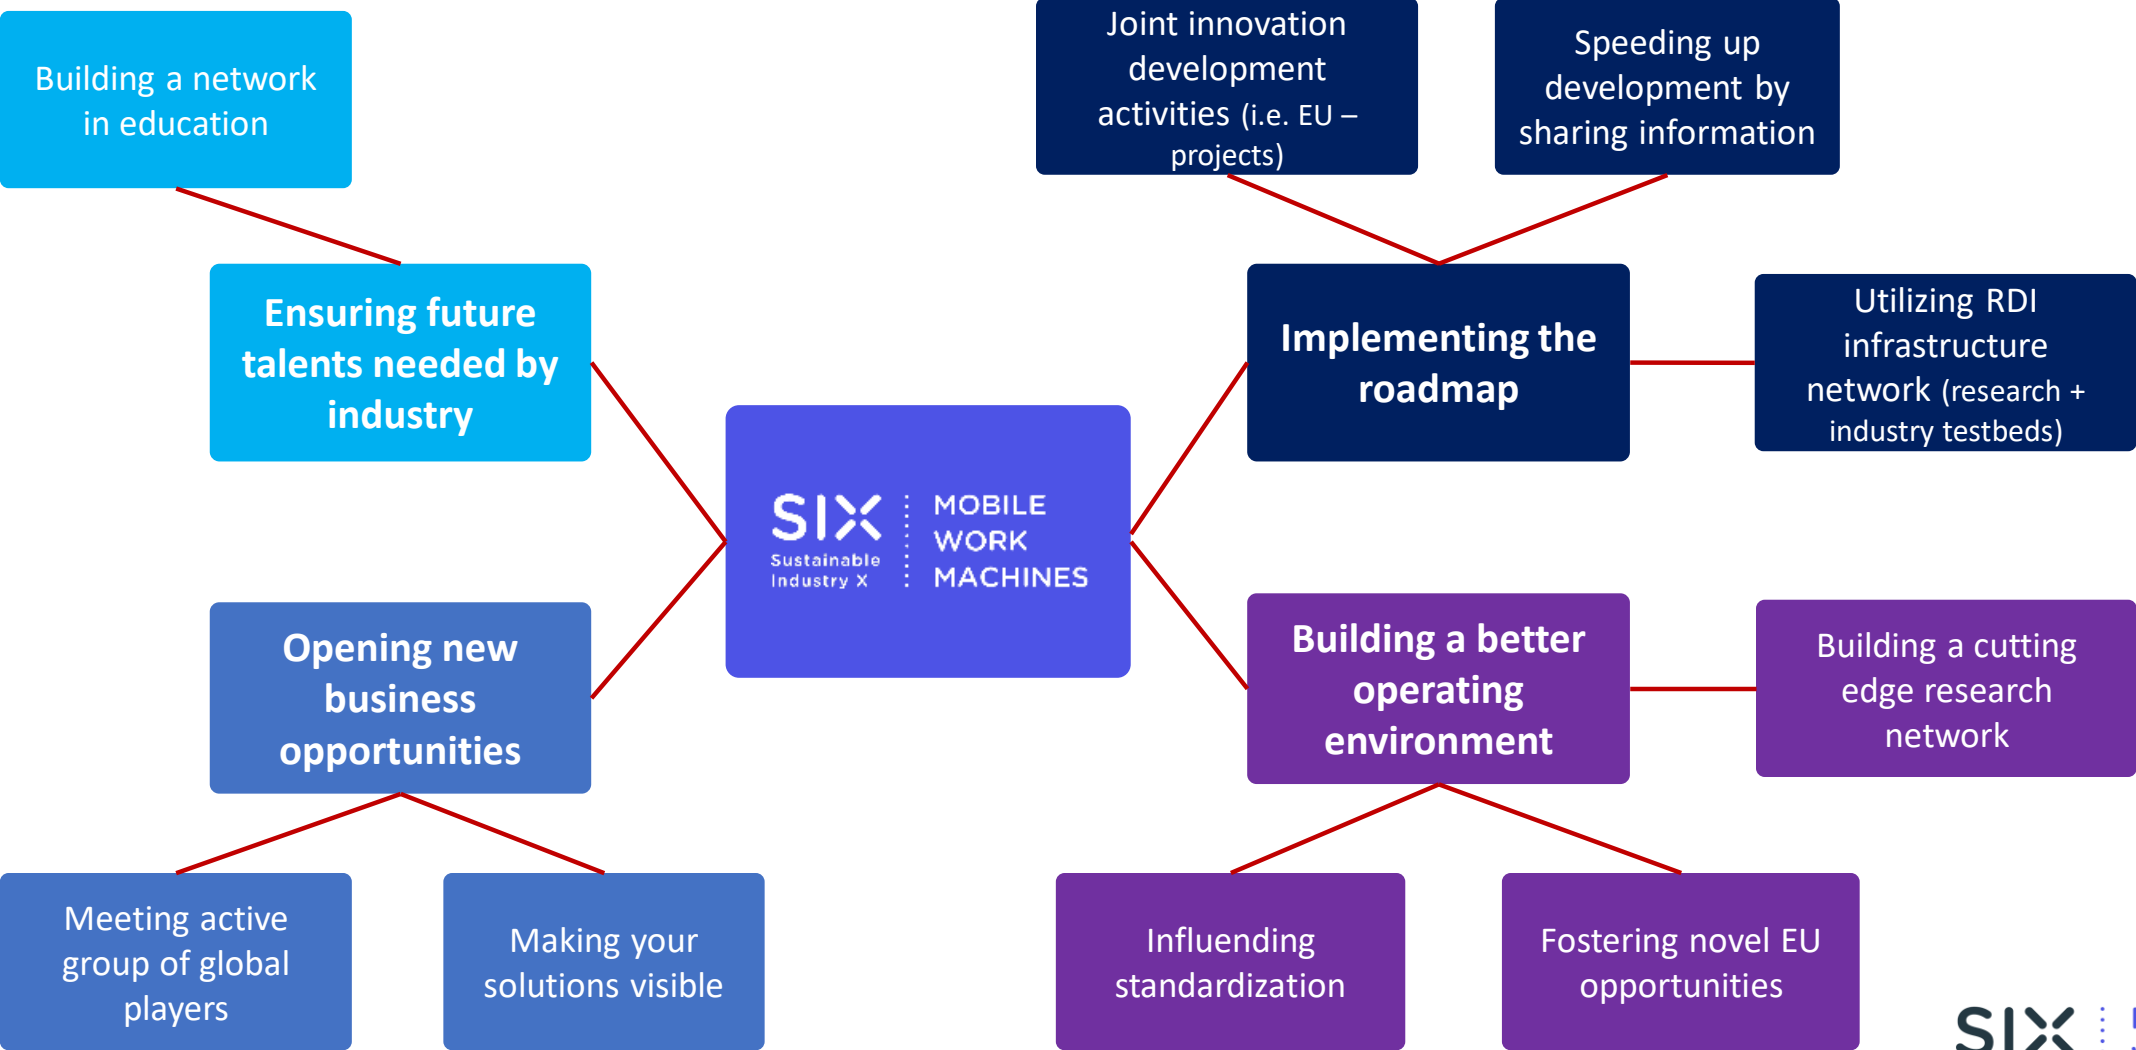 Building a network
in education
Joint innovation
development
activities (i.e. EU –
projects)
Speeding up
development by
sharing information
Ensuring future
talents needed by
industry
Implementing the
roadmap
Utilizing RDI
infrastructure
network (research +
industry testbeds)
SIX
Sustainable
Industry X
MOBILE
WORK
MACHINES
Opening new
business
opportunities
Building a better
operating
environment
Building a cutting
edge research
network
Meeting active
group of global
players
Making your
solutions visible
Influending
standardization
Fostering novel EU
opportunities
SIX